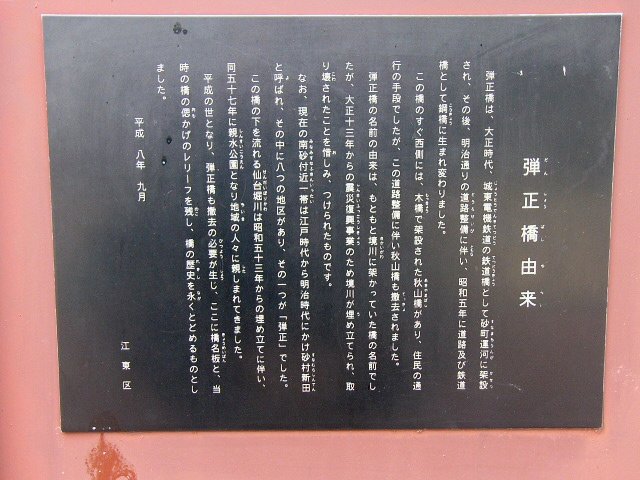 弾正橋由来
弾正橋は、大正時代、城東電機鉄道の鉄道橋として砂町運河に架設
され、その後、明治通りの道路整備に伴い、昭和五年に道路及び鉄道
橋として鋼橋に生まれ変わりました。
この橋のすぐ西側には、木橋で架設された秋山橋があり、住民の通
行の手段でしたが、この道路整備に伴い秋山橋も撤去されました。
弾正橋の名前の由来は、もともと境川に架かっていた橋の名前でし
たが、大正十三年からの震災復興事業のため境川が埋め立てられ、取
り壊されたことを惜しみ、つけられたものです。
なお、現在の南砂付近一帯は江戸時代から明治時代にかけ砂村新田
と呼ばれ、その中に八つの地区があり、その一つが「弾正」でした。
この橋の下を流れる仙台堀川は昭和五十三年からの埋め立てに伴い、
同五十七年に親水公園となり地域の人々に親しまれてきました。
平成の世となり、弾正橋も撤去の必要が生じ、ここに橋名板と、当
時の橋の偲かげのレリーフを残し、橋の歴史を永くとどめるものとし
ました。
平成 八年 九月
江東区